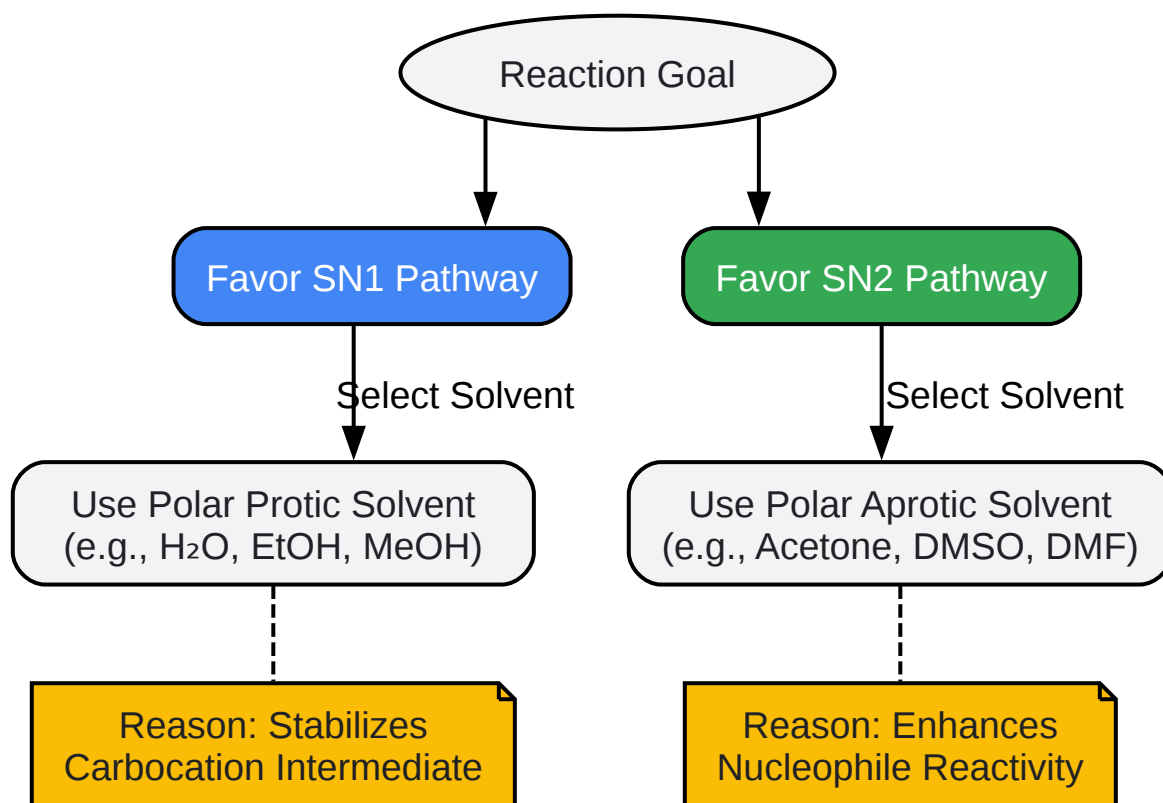 Reaction Goal
Favor SN1 Pathway
Favor SN2 Pathway
Select Solvent
Select Solvent
Use Polar Protic Solvent
(e.g., H₂O, EtOH, MeOH)
Use Polar Aprotic Solvent
(e.g., Acetone, DMSO, DMF)
Reason: Stabilizes
Carbocation Intermediate
Reason: Enhances
Nucleophile Reactivity